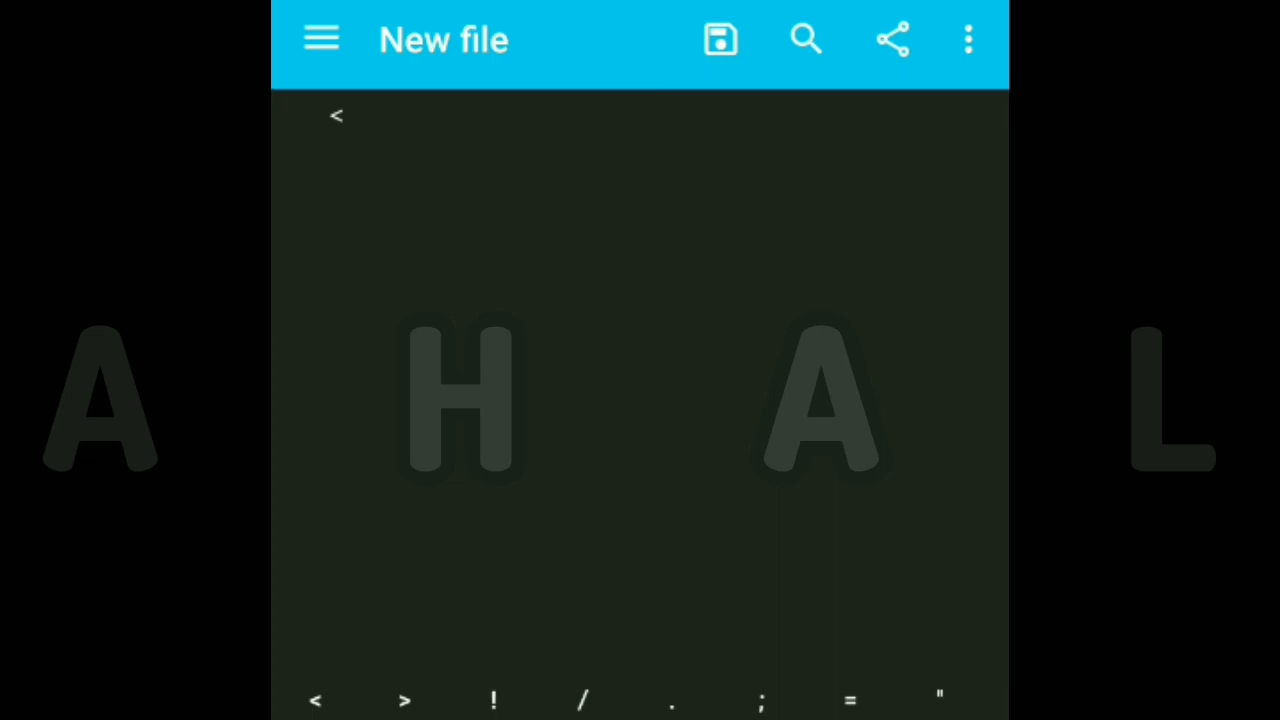 New file
<
A H A L
< > ! / . ; = "